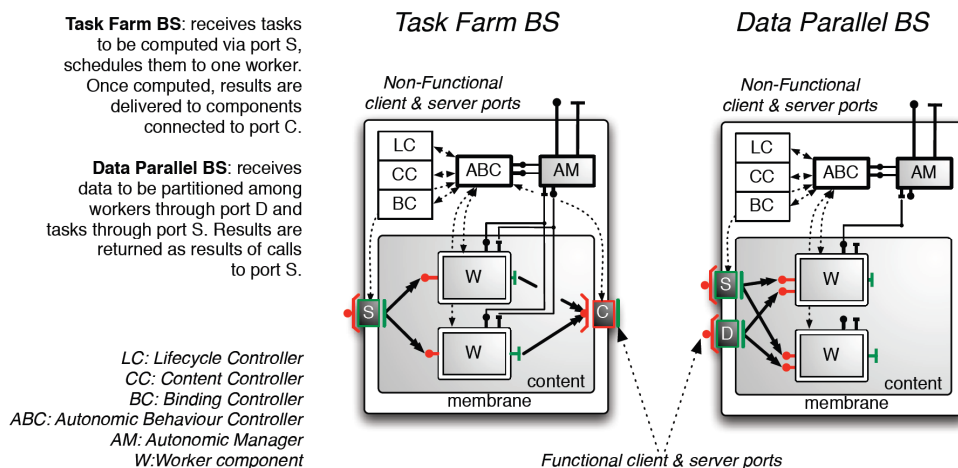 Task Farm BS: receives tasks
to be computed via port S,
schedules them to one worker.
Once computed, results are
delivered to components
connected to port C.
Data Parallel BS: receives
data to be partitioned among
workers through port D and
tasks through port S. Results are
returned as results of calls
to port S.
LC: Lifecycle Controller
CC: Content Controller
BC: Binding Controller
ABC: Autonomic Behaviour Controller
AM: Autonomic Manager
W:Worker component
Task Farm BS
Non-Functional
client & server ports
LC
CC
BC
ABC
AM
W
S
C
W
content
membrane
Data Parallel BS
Non-Functional
client & server ports
LC
CC
BC
ABC
AM
W
S
D
W
content
membrane
Functional client & server ports